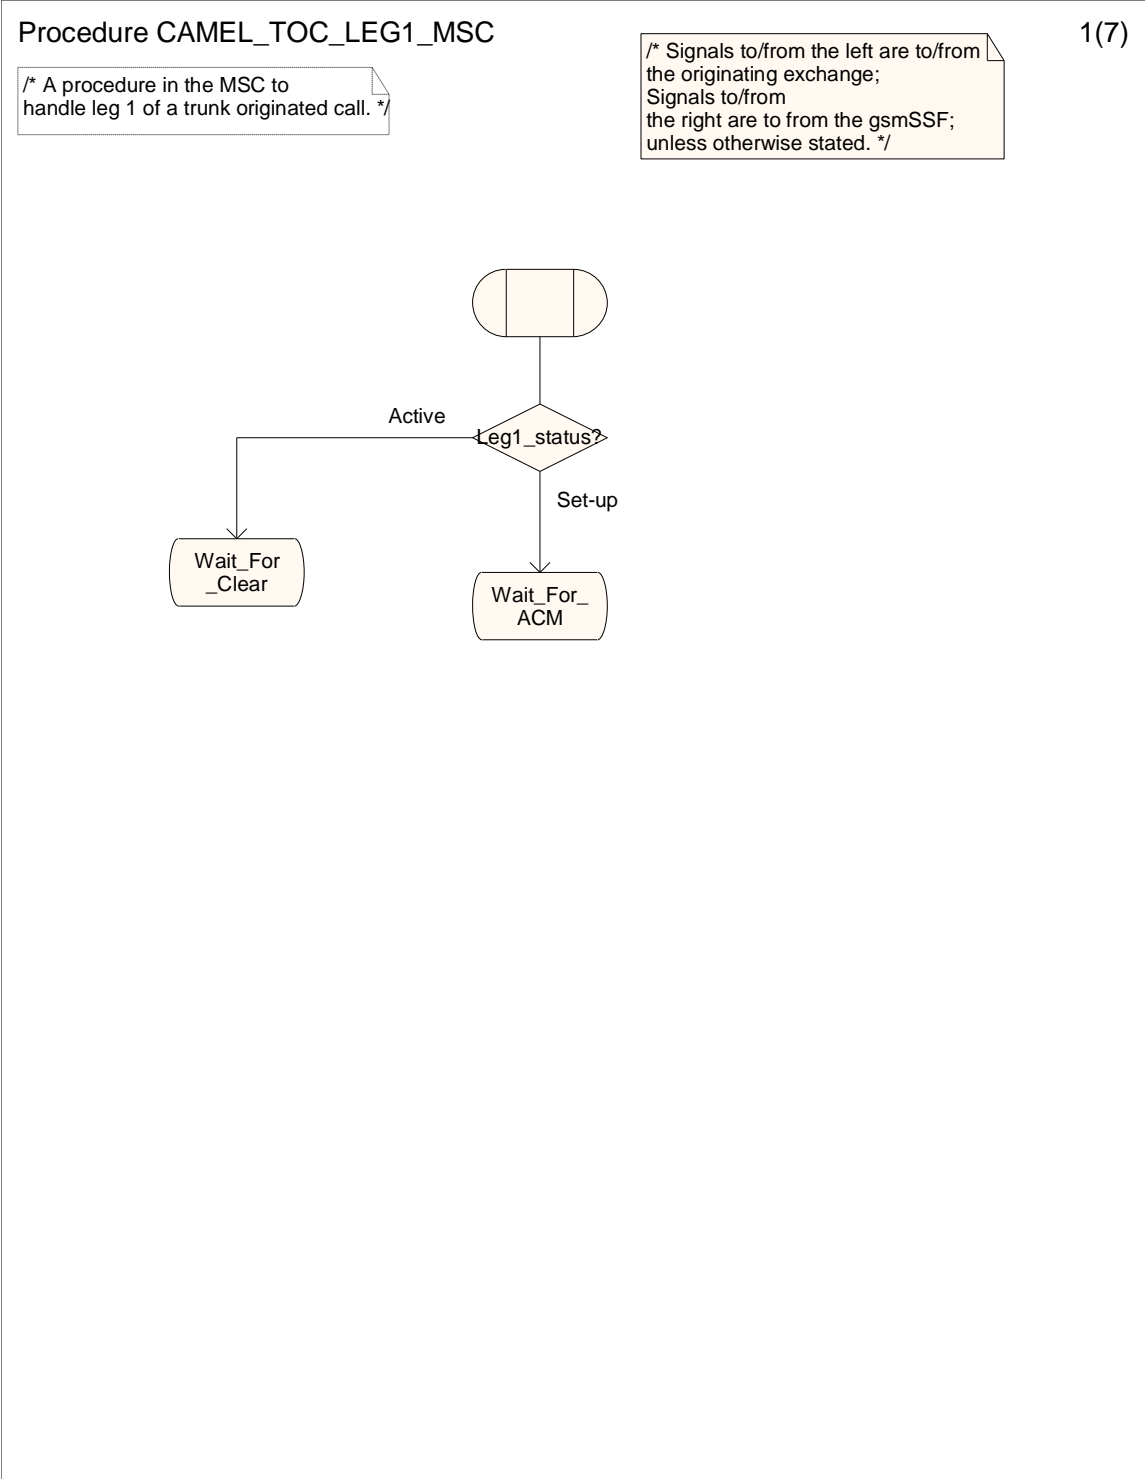 Procedure CAMEL_TOC_LEG1_MSC
1(7)
/* A procedure in the MSC to
handle leg 1 of a trunk originated call. */
/* Signals to/from the left are to/from
the originating exchange;
Signals to/from
the right are to from the gsmSSF;
unless otherwise stated. */
Active
Leg1_status?
Set-up
Wait_For
_Clear
Wait_For_
ACM